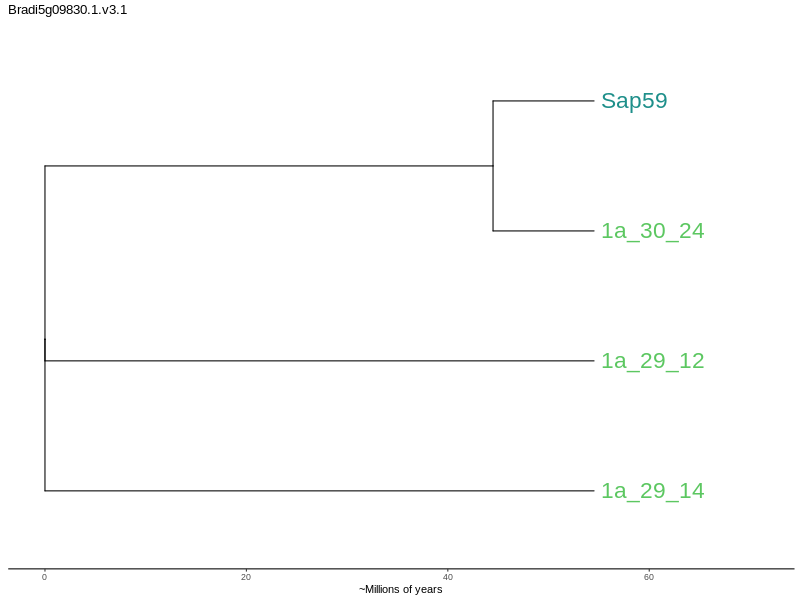 Bradi5g09830.1.v3.1
Sap59
1a_30_24
1a_29_12
1a_29_14
0 20 40 60
~Millions of years